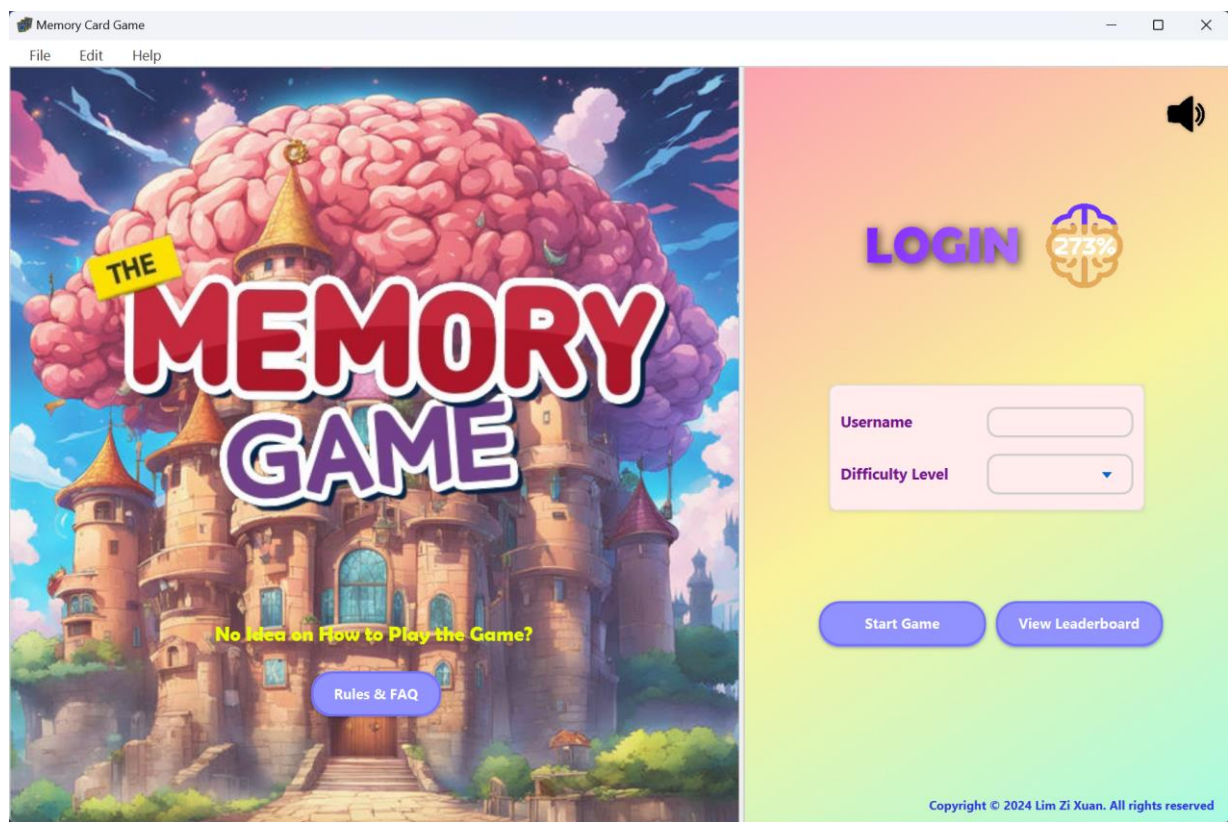 Memory Card Game
File Edit Help
THE
MEMORY
GAME
No Idea on How to Play the Game?
Rules & FAQ
LOGIN
273%
Username
Difficulty Level
Start Game View Leaderboard
Copyright © 2024 Lim Zi Xuan. All rights reserved